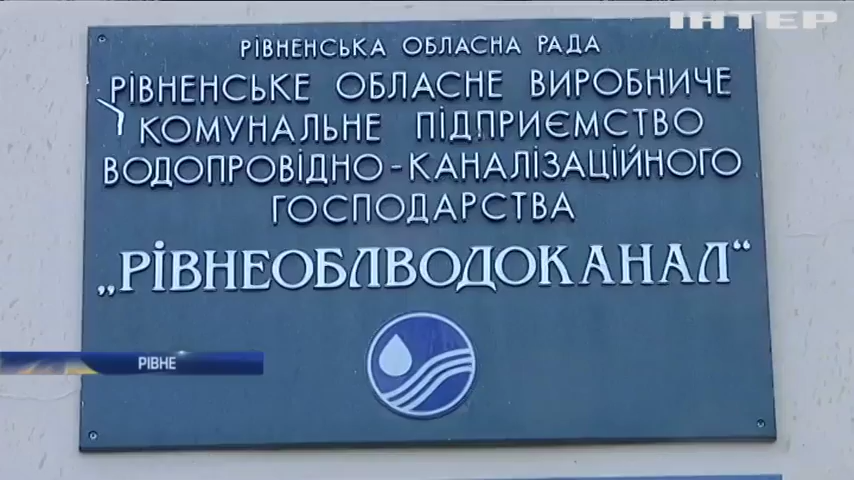 ІНТЕР
РІВНЕНСЬКА ОБЛАСНА РАДА
РІВНЕНСЬКЕ ОБЛАСНЕ ВИРОБНИЧЕ
КОМУНАЛЬНЕ ПІДПРИЄМСТВО
ВОДОПРОВІДНО-КАНАЛІЗАЦІЙНОГО
ГОСПОДАРСТВА
„РІВНЕОБЛВОДОКАНАЛ“
РІВНЕ